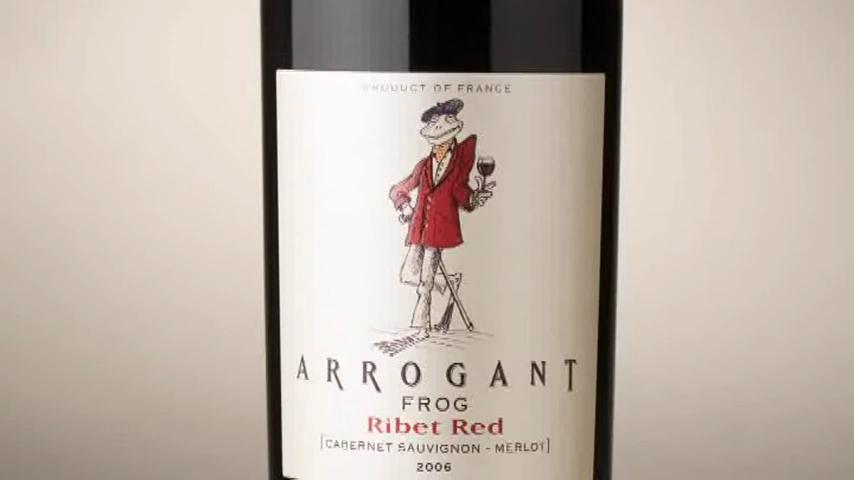 PRODUCT OF FRANCE
ARROGANT
FROG
Ribet Red
[CABERNET SAUVIGNON - MERLOT]
2006